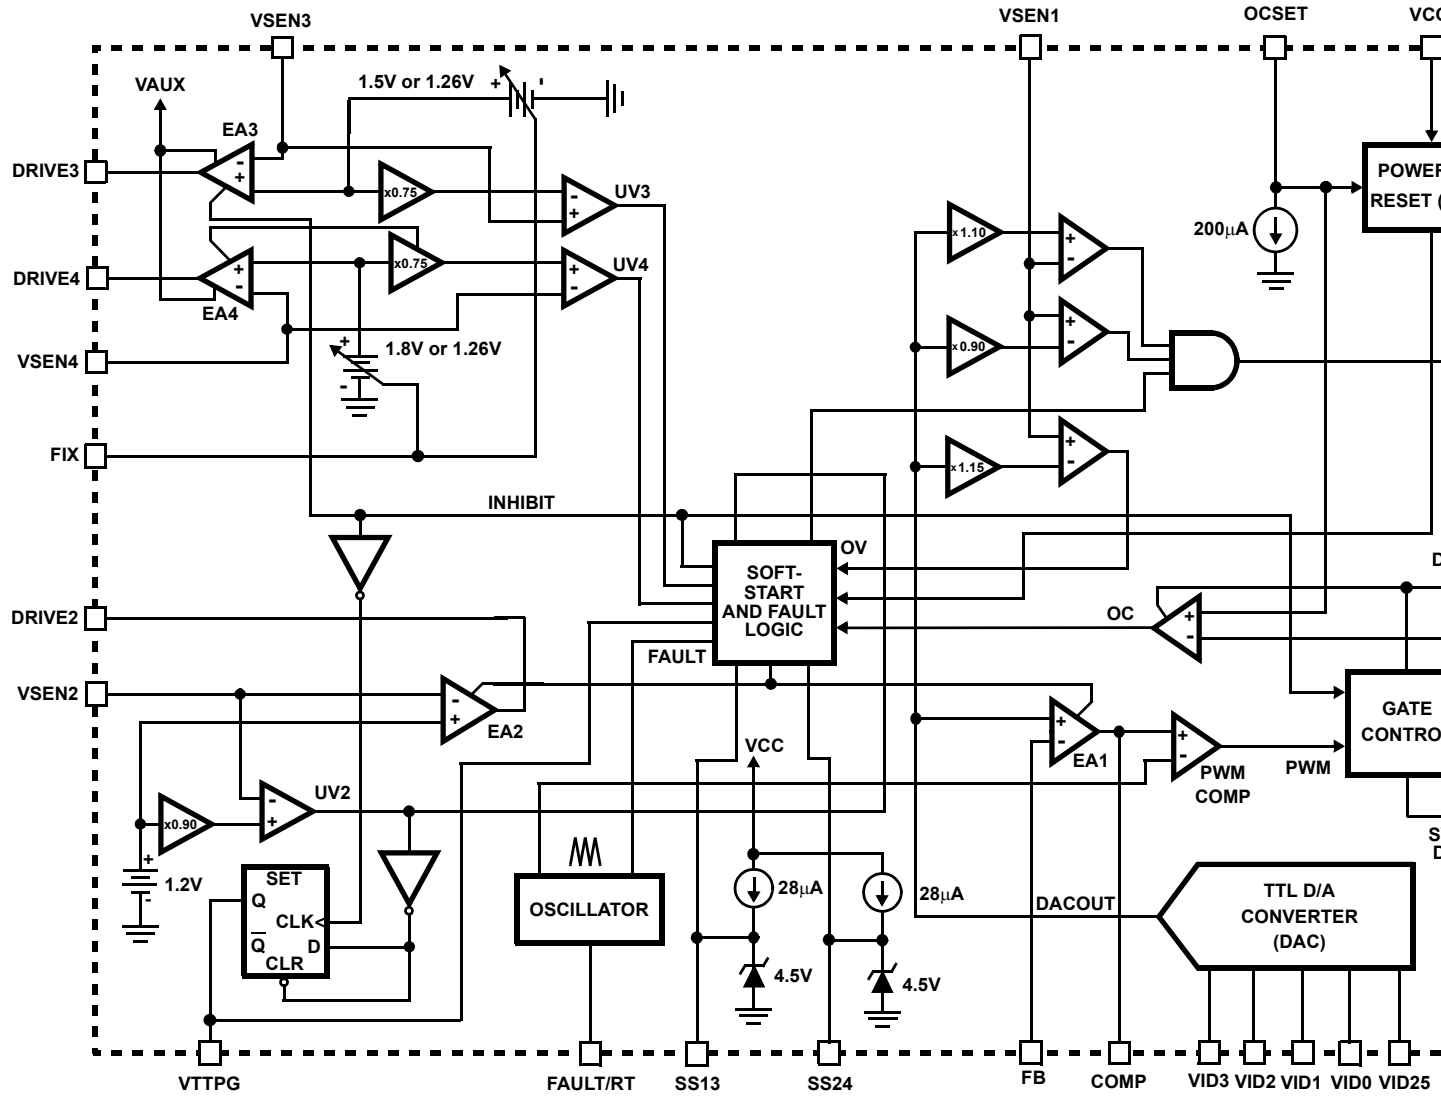 VSEN3
VSEN1
OCSET
VCC
VAUX
1.5V or 1.26V
+
-
EA3
-
+
DRIVE3
x0.75
-
+
UV3
POWER
RESET (
x1.10
+
-
200µA
DRIVE4
+
-
EA4
x0.75
+
-
UV4
VSEN4
+
-
1.8V or 1.26V
x0.90
+
-
FIX
x1.15
+
-
INHIBIT
OV
SOFT-
START
AND FAULT
LOGIC
D
DRIVE2
OC
+
-
FAULT
VSEN2
-
+
EA2
+
-
EA1
VCC
+
-
PWM
COMP
PWM
GATE
CONTRO
UV2
-
+
x0.90
+
-
1.2V
S
D
SET
Q
CLK
Q
D
CLR
OSCILLATOR
28µA
28µA
4.5V
4.5V
DACOUT
TTL D/A
CONVERTER
(DAC)
VTTPG
FAULT/RT
SS13
SS24
FB
COMP
VID3
VID2
VID1
VID0
VID25